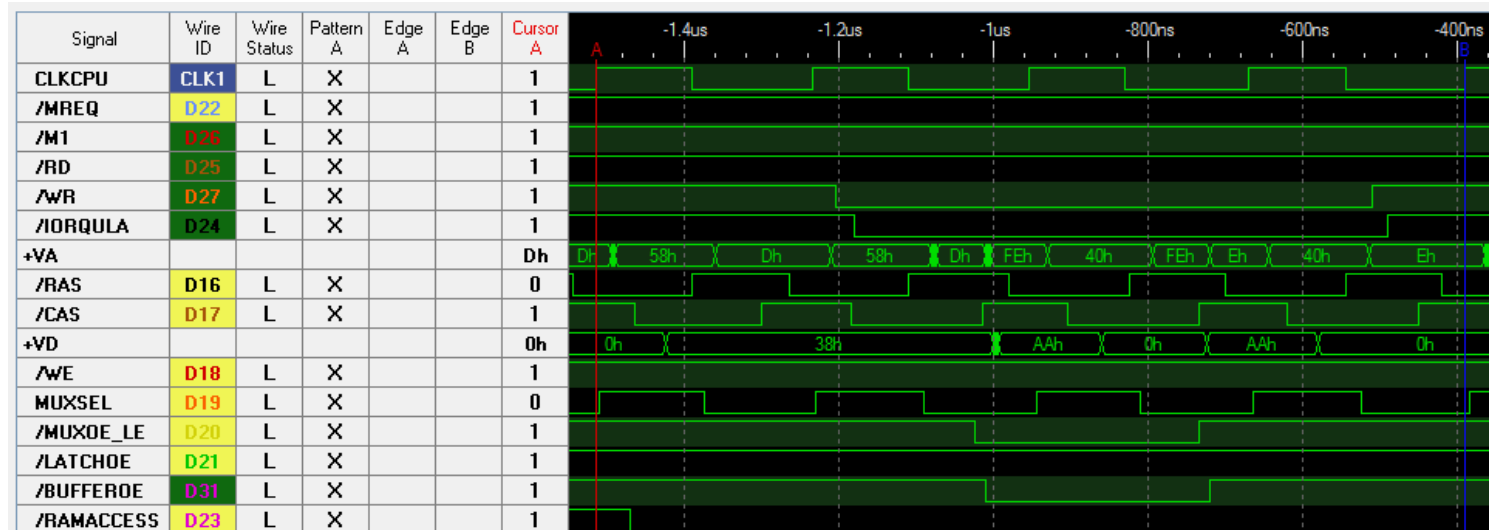 Signal Wire ID Wire Status Pattern A Edge A Edge B Cursor A A -1.4us -1.2us -1us -800ns -600ns -400ns B
CLKCPU CLK1 L X 1
/MREQ D22 L X 1
/M1 D26 L X 1
/RD D25 L X 1
/WR D27 L X 1
/IORQULA D24 L X 1
+VA Dh Dh 58h Dh 58h Dh FEh 40h FEh Eh 40h Eh
/RAS D16 L X 0
/CAS D17 L X 1
+VD 0h 0h 38h AAh 0h AAh 0h
/WE D18 L X 1
MUXSEL D19 L X 0
/MUXOE_LE D20 L X 1
/LATCHOE D21 L X 1
/BUFFEROE D31 L X 1
/RAMACCESS D23 L X 1